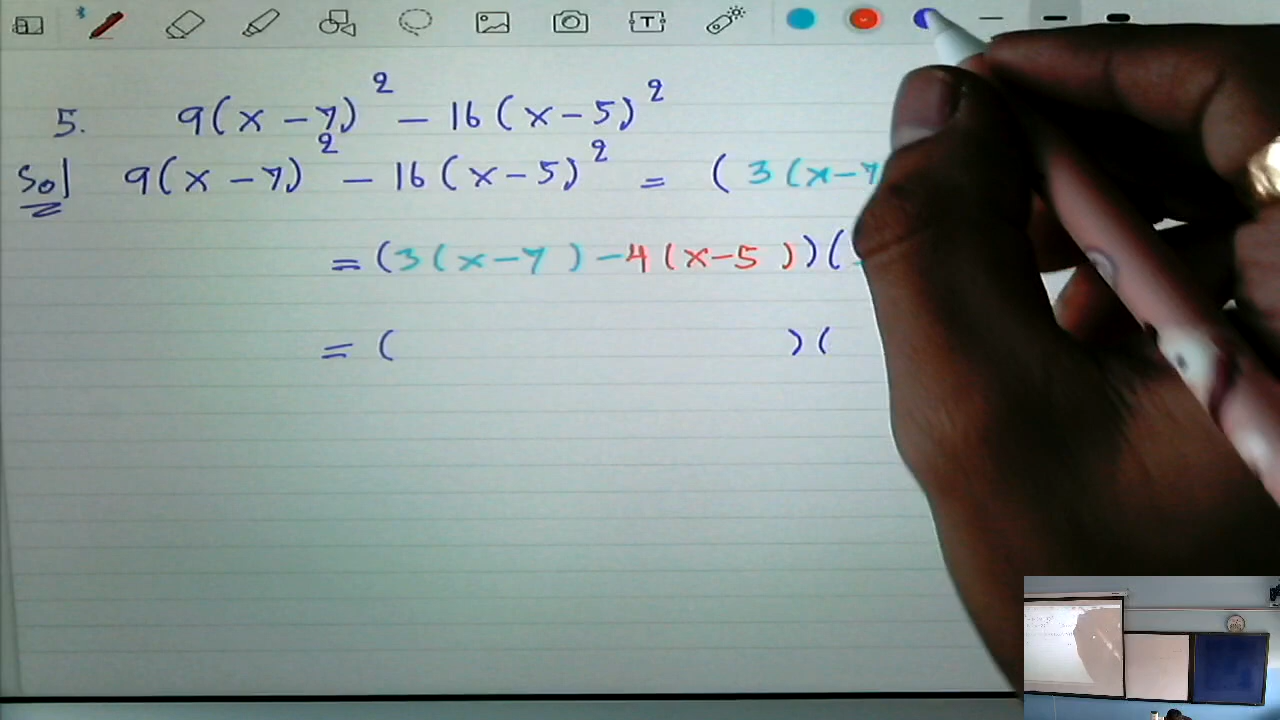 5. 9(x-7)² - 16(x-5)²
Sol 9(x-7)² - 16(x-5)² = (3(x-7
= (3(x-7) - 4(x-5))(
= ( )(